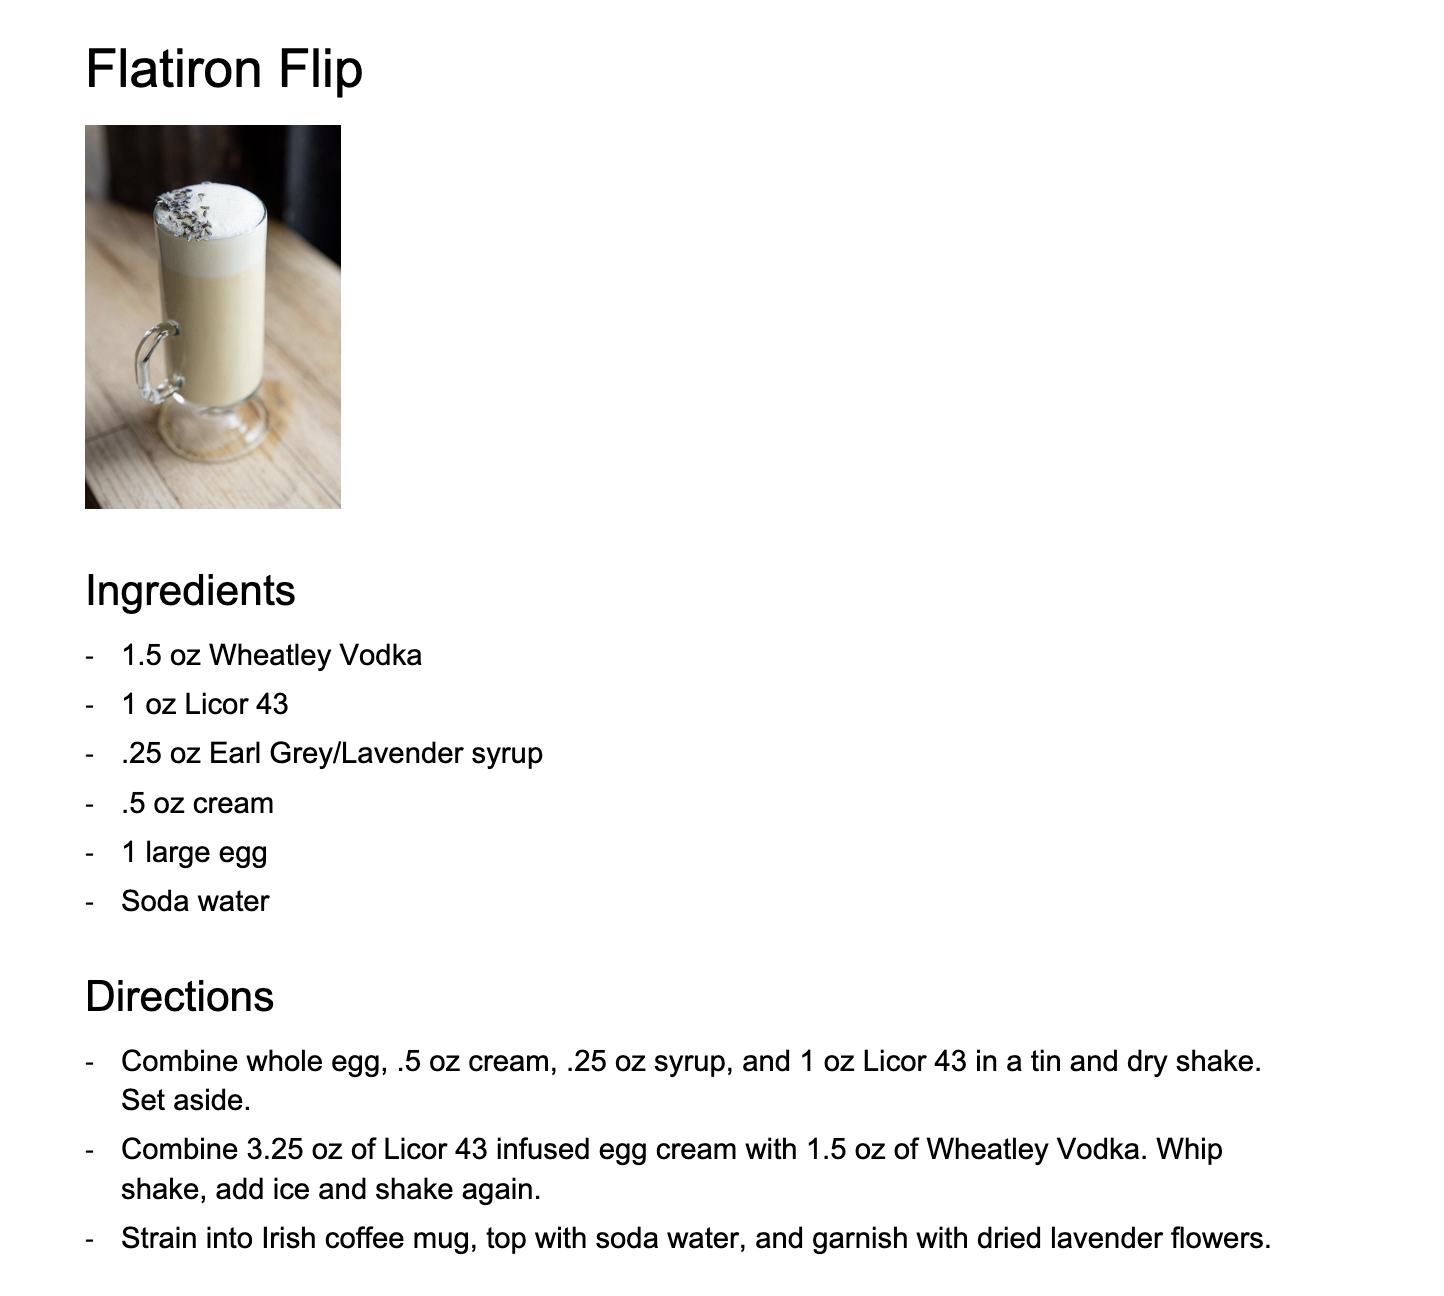 Flatiron Flip
Ingredients
- 1.5 oz Wheatley Vodka
- 1 oz Licor 43
- .25 oz Earl Grey/Lavender syrup
- .5 oz cream
- 1 large egg
- Soda water
Directions
- Combine whole egg, .5 oz cream, .25 oz syrup, and 1 oz Licor 43 in a tin and dry shake.
Set aside.
- Combine 3.25 oz of Licor 43 infused egg cream with 1.5 oz of Wheatley Vodka. Whip
shake, add ice and shake again.
- Strain into Irish coffee mug, top with soda water, and garnish with dried lavender flowers.